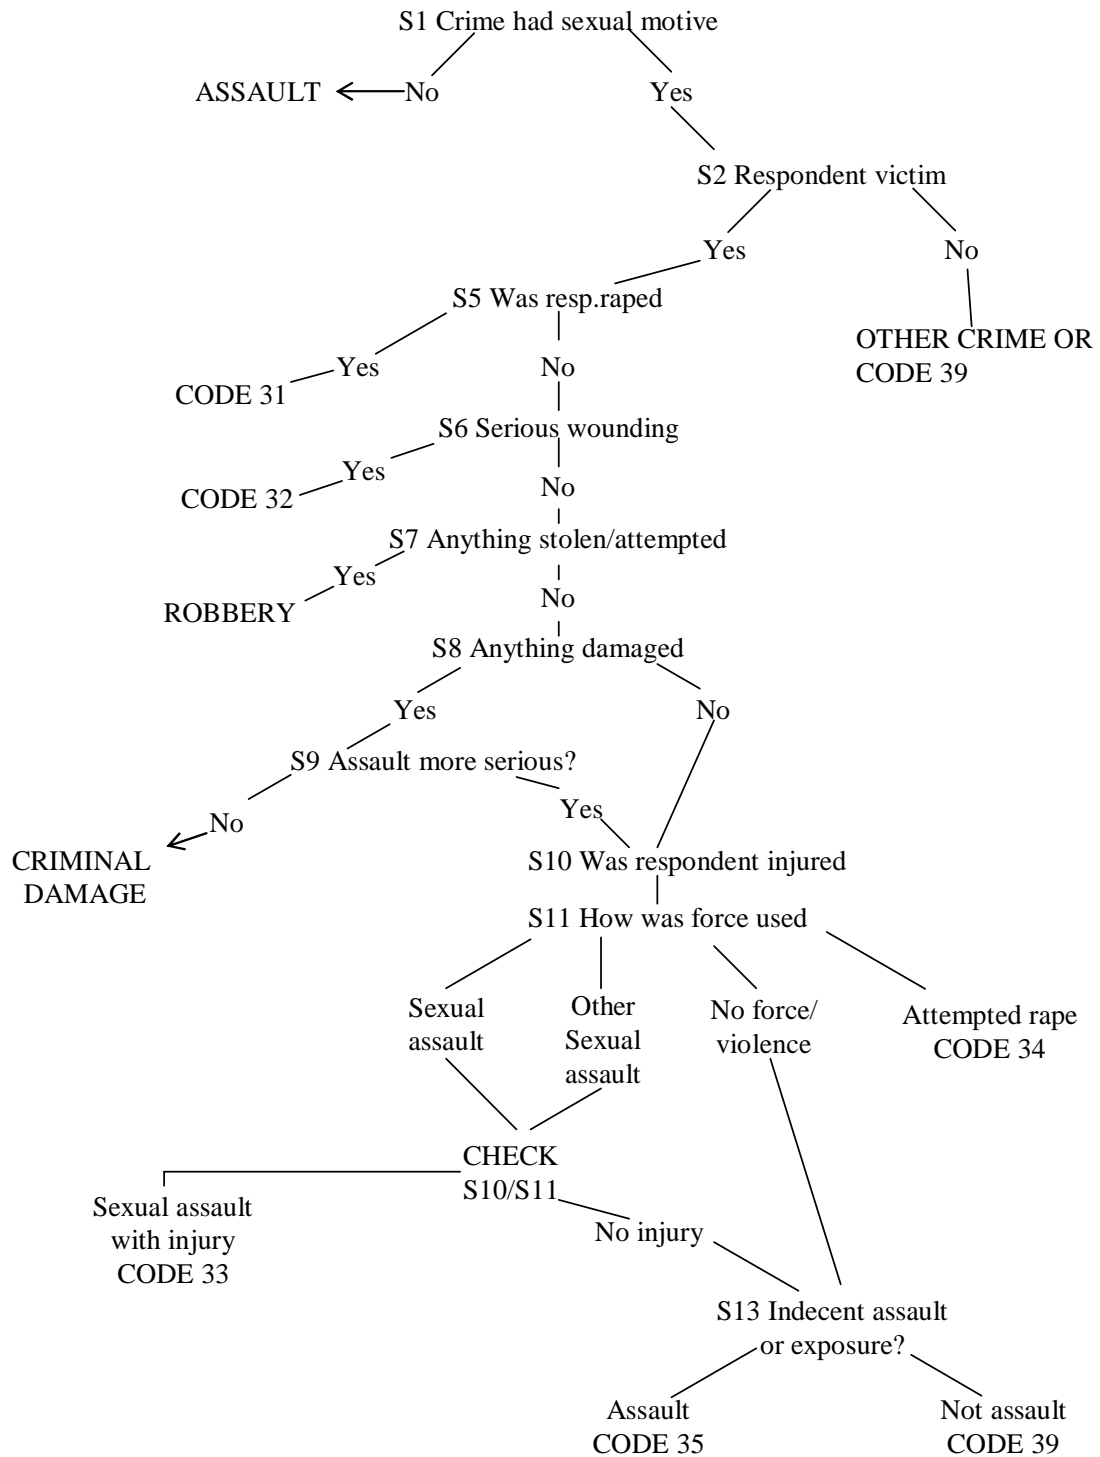 S1 Crime had sexual motive
ASSAULT
No
Yes
S2 Respondent victim
Yes
No
S5 Was resp.raped
OTHER CRIME OR
CODE 39
Yes
No
CODE 31
S6 Serious wounding
Yes
No
CODE 32
S7 Anything stolen/attempted
Yes
No
ROBBERY
S8 Anything damaged
Yes
No
S9 Assault more serious?
No
Yes
CRIMINAL
DAMAGE
S10 Was respondent injured
S11 How was force used
Sexual
assault
Other
Sexual
assault
No force/
violence
Attempted rape
CODE 34
CHECK
S10/S11
Sexual assault
with injury
CODE 33
No injury
S13 Indecent assault
or exposure?
Assault
CODE 35
Not assault
CODE 39